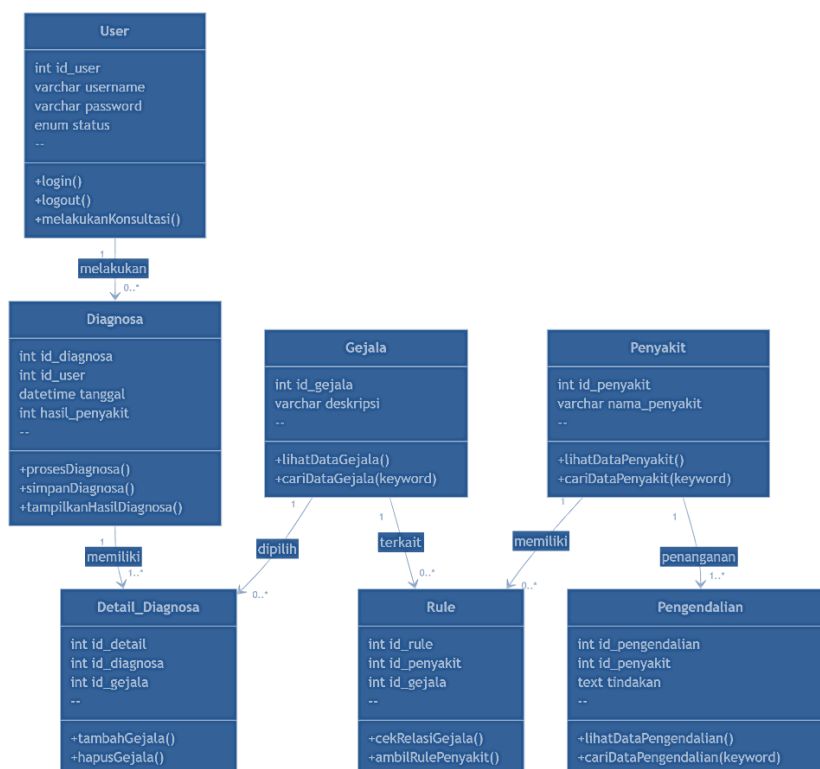 User
int id_user
varchar username
varchar password
enum status
--
+login()
+logout()
+melakukanKonsultasi()
1
melakukan
0..*
Diagnosa
int id_diagnosa
int id_user
datetime tanggal
int hasil_penyakit
--
+prosesDiagnosa()
+simpanDiagnosa()
+tampilkanHasilDiagnosa()
Gejala
int id_gejala
varchar deskripsi
--
+lihatDataGejala()
+cariDataGejala(keyword)
Penyakit
int id_penyakit
varchar nama_penyakit
--
+lihatDataPenyakit()
+cariDataPenyakit(keyword)
1
memiliki
1..*
1
dipilih
0..*
1
terkait
0..*
1
memiliki
0..*
1
penanganan
1..*
Detail_Diagnosa
int id_detail
int id_diagnosa
int id_gejala
--
+tambahGejala()
+hapusGejala()
Rule
int id_rule
int id_penyakit
int id_gejala
--
+cekRelasiGejala()
+ambilRulePenyakit()
Pengendalian
int id_pengendalian
int id_penyakit
text tindakan
--
+lihatDataPengendalian()
+cariDataPengendalian(keyword)